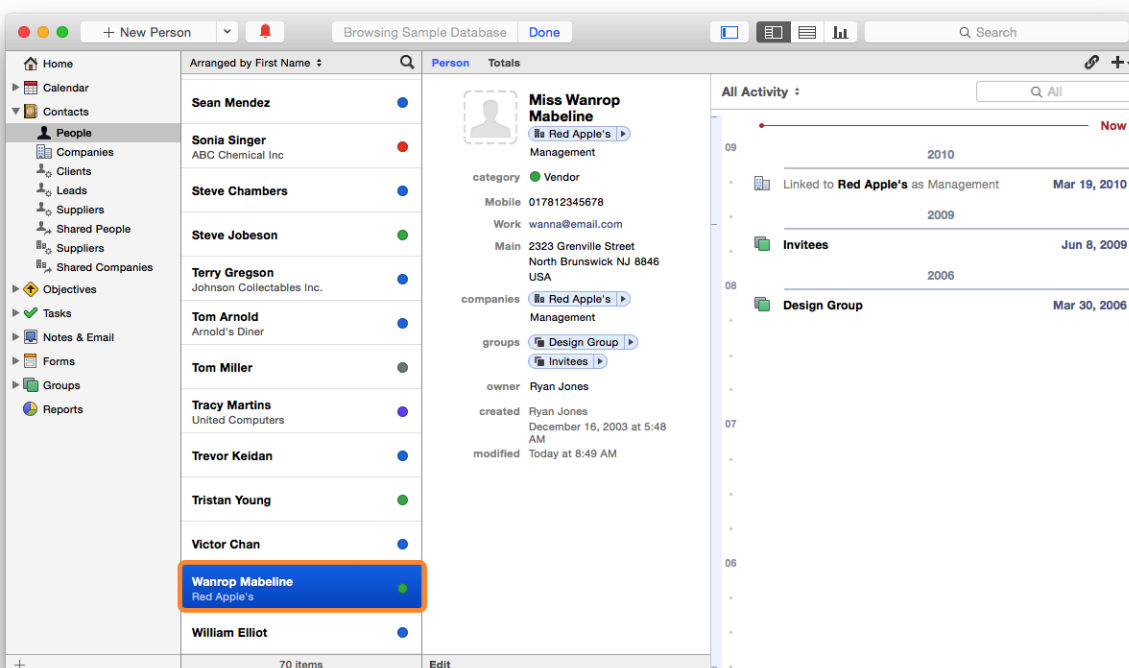 + New Person
Browsing Sample Database
Done
Search
Home
Calendar
Contacts
People
Companies
Clients
Leads
Suppliers
Shared People
Suppliers
Shared Companies
Objectives
Tasks
Notes & Email
Forms
Groups
Reports
+
Arranged by First Name
Sean Mendez
Sonia Singer
ABC Chemical Inc
Steve Chambers
Steve Jobeson
Terry Gregson
Johnson Collectables Inc.
Tom Arnold
Arnold's Diner
Tom Miller
Tracy Martins
United Computers
Trevor Keidan
Tristan Young
Victor Chan
Wanrop Mabeline
Red Apple's
William Elliot
70 items
Person Totals
Miss Wanrop
Mabeline
Red Apple's
Management
category Vendor
Mobile 017812345678
Work wanna@email.com
Main 2323 Grenville Street
North Brunswick NJ 8846
USA
companies Red Apple's
Management
groups Design Group
Invitees
owner Ryan Jones
created Ryan Jones
December 16, 2003 at 5:48
AM
modified Today at 8:49 AM
Edit
+
All Activity
All
Now
09
2010
Linked to Red Apple's as Management Mar 19, 2010
2009
Invitees Jun 8, 2009
08
2006
Design Group Mar 30, 2006
07
06